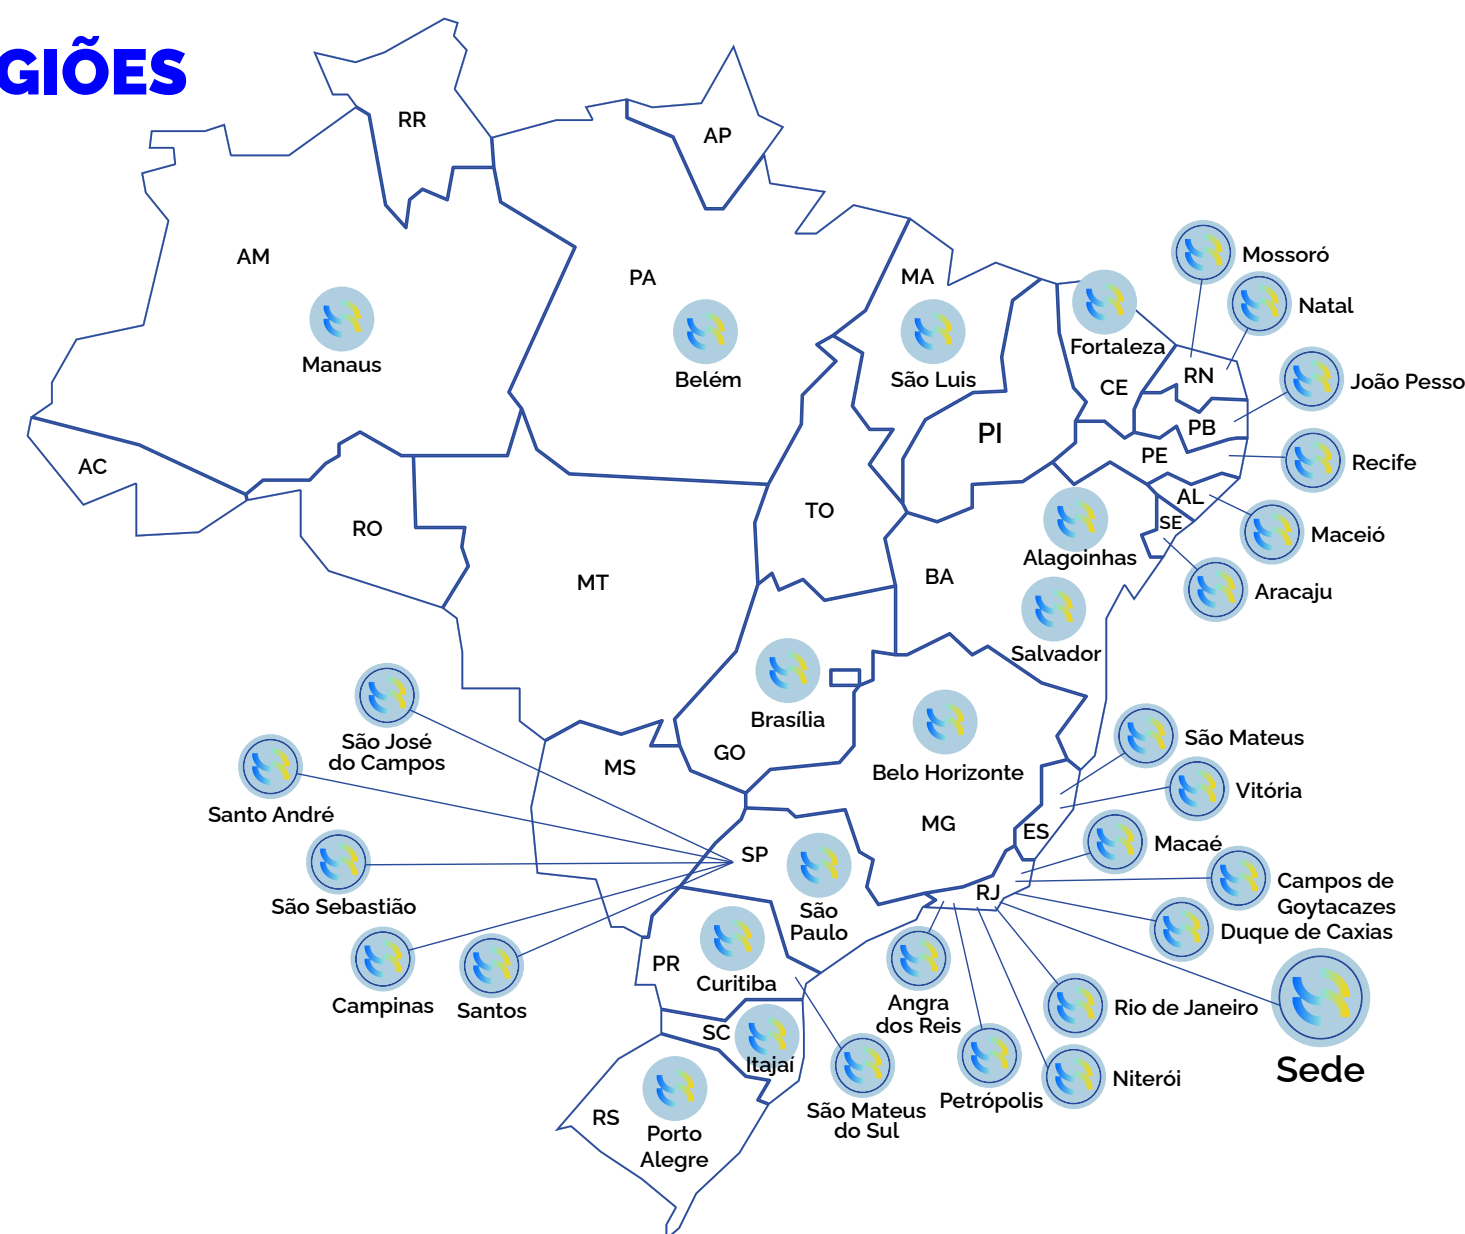 GIÕES
RR
AP
AM
PA
MA
Mossoró
Natal
Manaus
Belém
São Luis
Fortaleza
CE
RN
João Pesso
PI
PB
PE
Recife
AC
RO
TO
AL
SE
Maceió
MT
BA
Alagoinhas
Aracaju
Salvador
Brasília
GO
São José
do Campos
MS
Belo Horizonte
São Mateus
Vitória
Santo André
MG
ES
Macaé
SP
São
Paulo
RJ
Campos de
Goytacazes
São Sebastião
Duque de Caxias
PR
Curitiba
Campinas
Santos
Angra
dos Reis
Rio de Janeiro
Sede
SC
Itajaí
Niterói
Petrópolis
São Mateus
do Sul
RS
Porto
Alegre